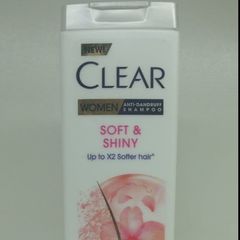 NEW!
CLEAR
WOMEN ANTI-DANDRUFF
SHAMPOO
SOFT &
SHINY
Up to X2 Softer hair*